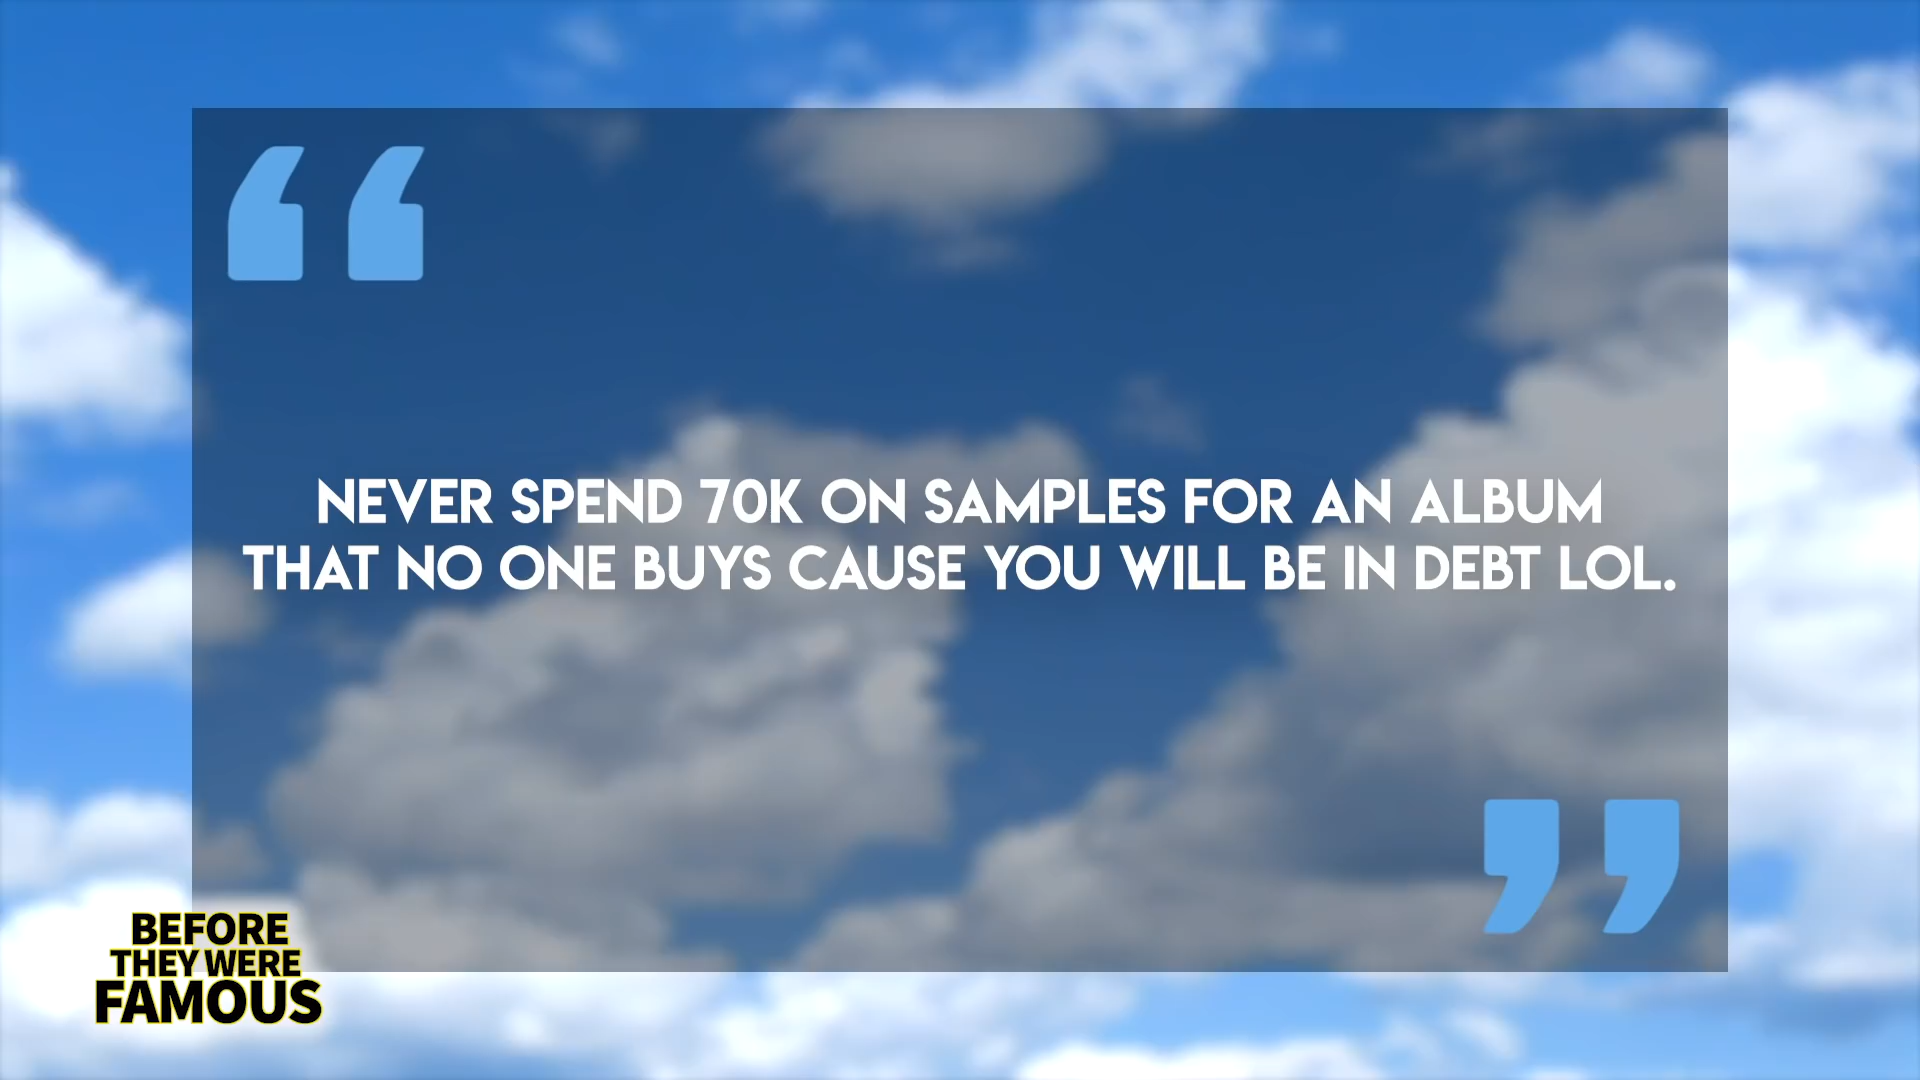 NEVER SPEND 70K ON SAMPLES FOR AN ALBUM
THAT NO ONE BUYS CAUSE YOU WILL BE IN DEBT LOL.
BEFORE
THEY WERE
FAMOUS